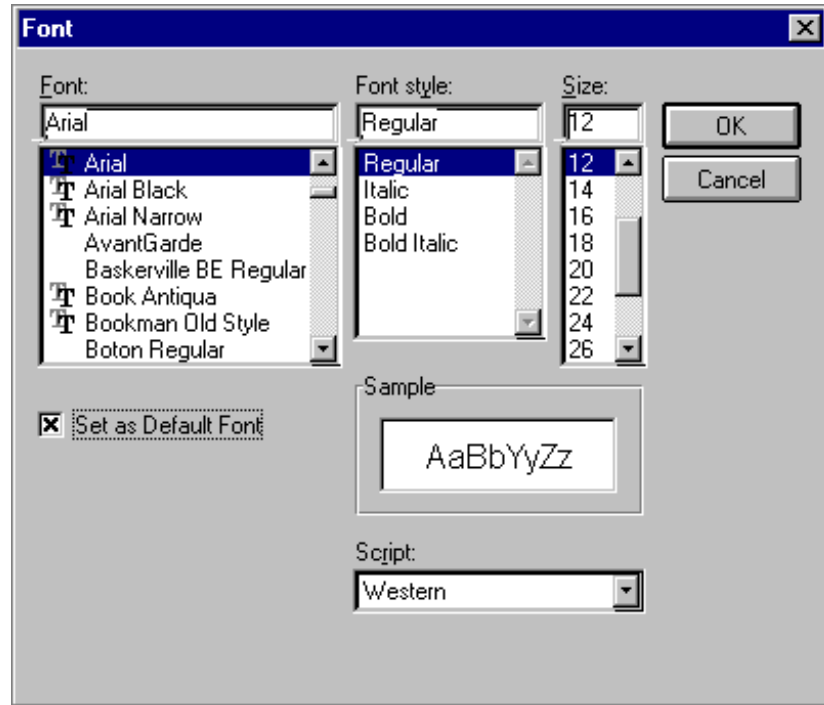 Font
Font:
Arial
Arial
Arial Black
Arial Narrow
AvantGarde
Baskerville BE Regular
Book Antiqua
Bookman Old Style
Boton Regular
Font style:
Regular
Regular
Italic
Bold
Bold Italic
Size:
12
12
14
16
18
20
22
24
26
OK
Cancel
Set as Default Font
Sample
AaBbYyZz
Script:
Western